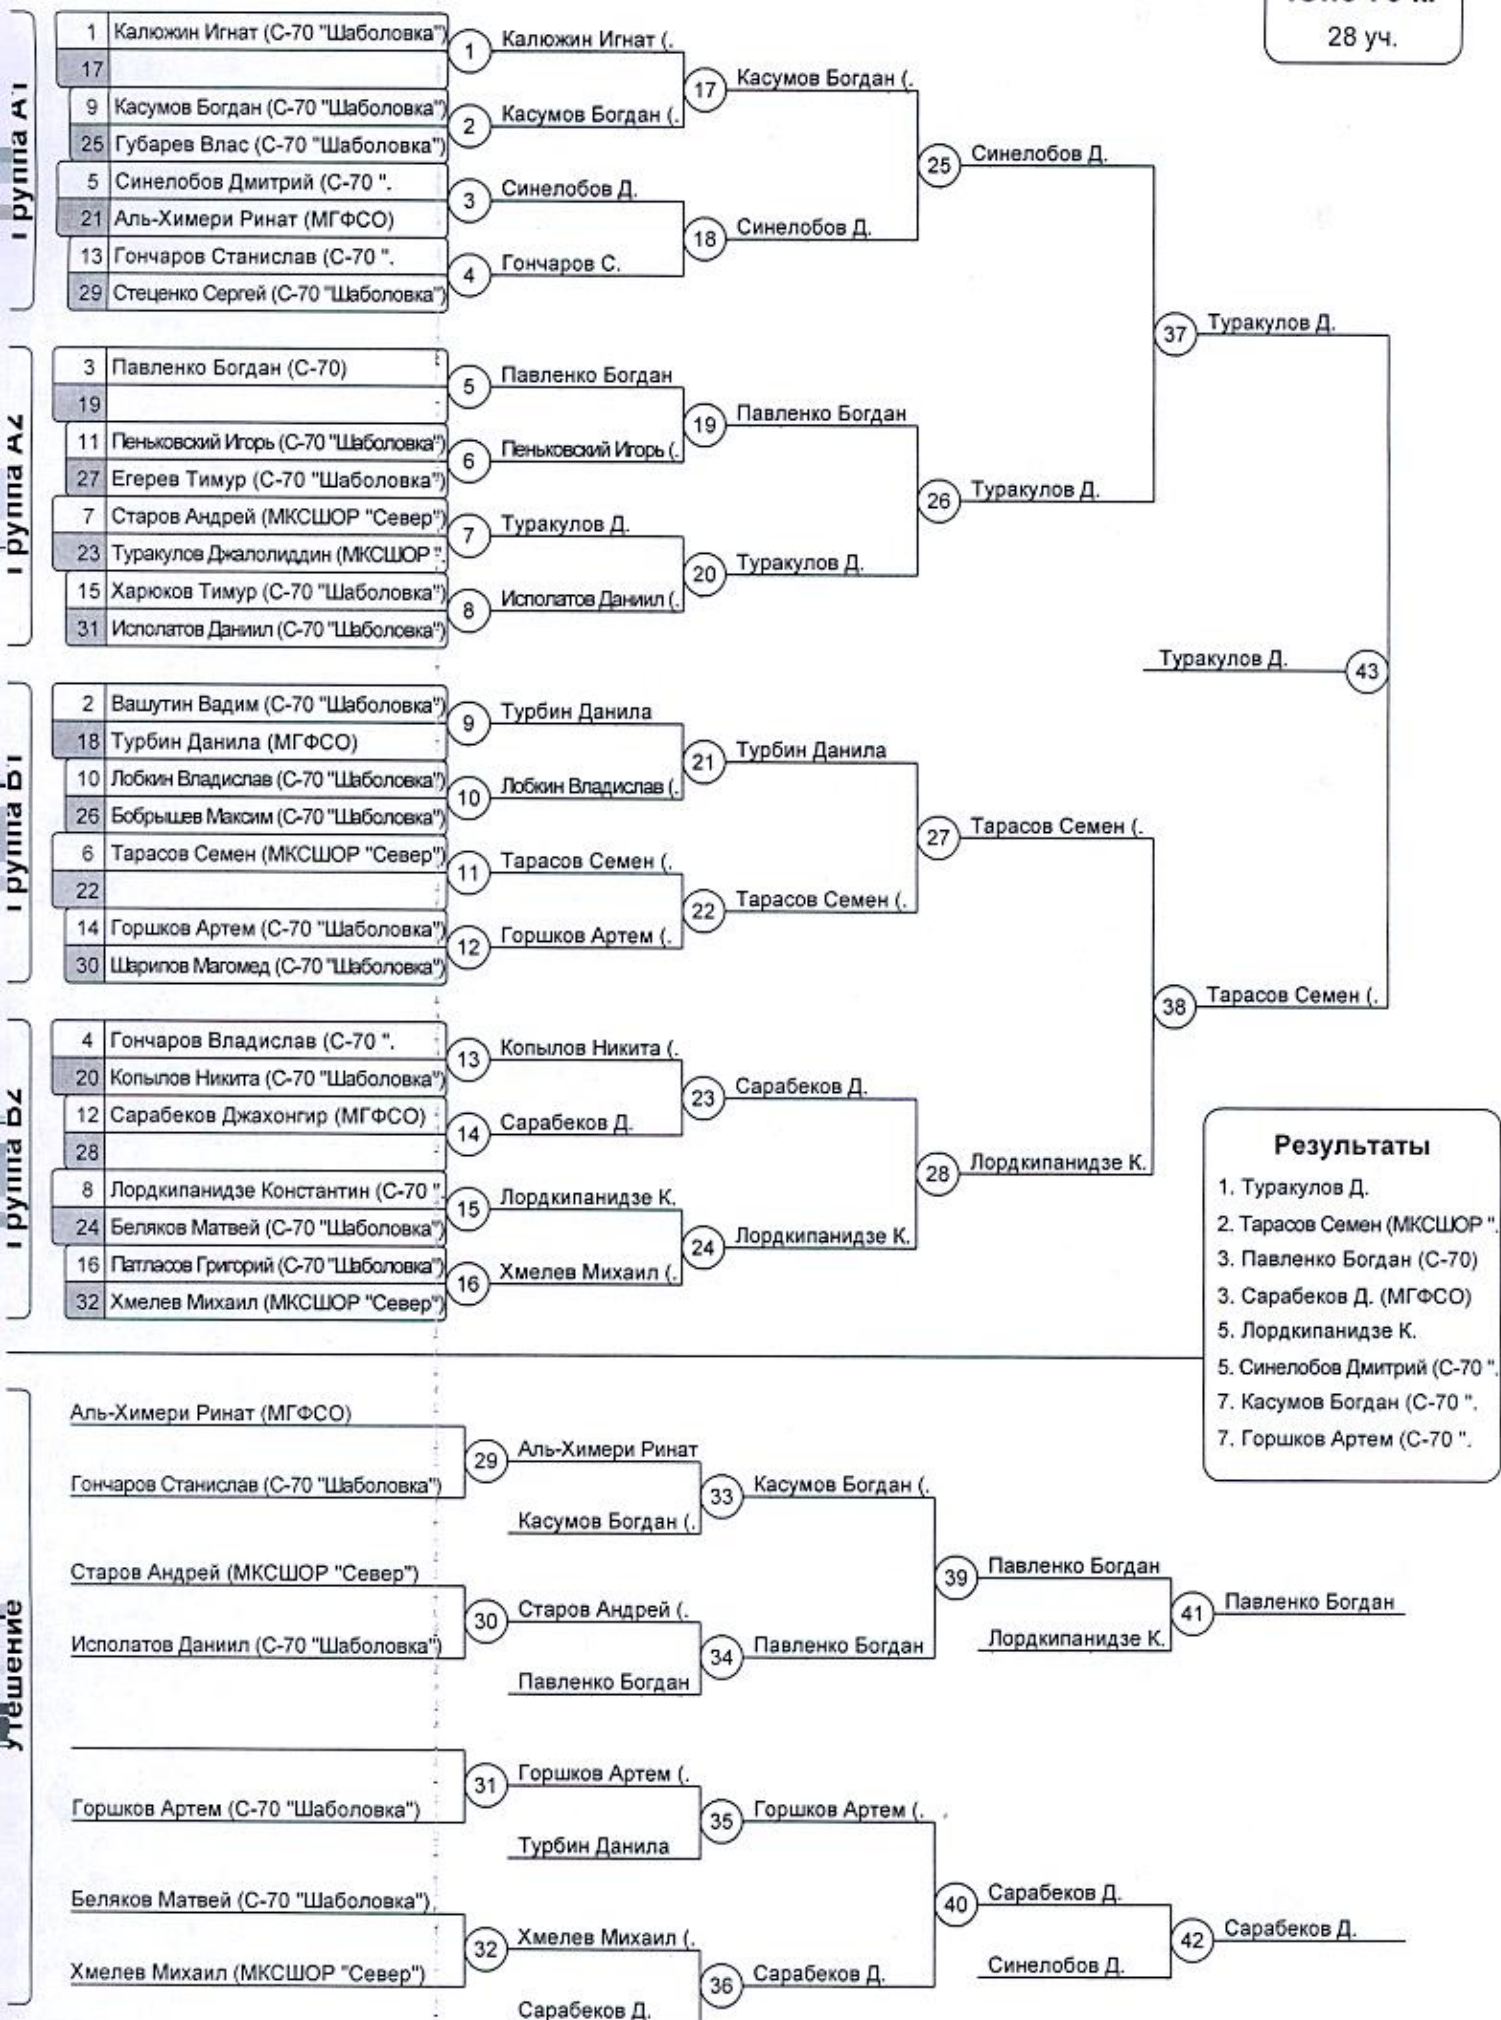 28 уч.
Группа А1
1 Калюжин Игнат (С-70 "Шаболовка")
17
9 Касумов Богдан (С-70 "Шаболовка")
25 Губарев Влас (С-70 "Шаболовка")
5 Синелобов Дмитрий (С-70 ".
21 Аль-Химери Ринат (МГФСО)
13 Гончаров Станислав (С-70 ".
29 Стеценко Сергей (С-70 "Шаболовка")
1 Калюжин Игнат (.
2 Касумов Богдан (.
3 Синелобов Д.
4 Гончаров С.
17 Касумов Богдан (.
18 Синелобов Д.
25 Синелобов Д.
Группа А2
3 Павленко Богдан (С-70)
19
11 Пеньковский Игорь (С-70 "Шаболовка")
27 Егерев Тимур (С-70 "Шаболовка")
7 Старов Андрей (МКСШОР "Север")
23 Туракулов Джалолиддин (МКСШОР ".
15 Харюков Тимур (С-70 "Шаболовка")
31 Исполатов Даниил (С-70 "Шаболовка")
5 Павленко Богдан
6 Пеньковский Игорь (.
7 Туракулов Д.
8 Исполатов Даниил (.
19 Павленко Богдан
20 Туракулов Д.
26 Туракулов Д.
37 Туракулов Д.
Туракулов Д. 43
Группа Б1
2 Вашутин Вадим (С-70 "Шаболовка")
18 Турбин Данила (МГФСО)
10 Лобкин Владислав (С-70 "Шаболовка")
26 Бобрышев Максим (С-70 "Шаболовка")
6 Тарасов Семен (МКСШОР "Север")
22
14 Горшков Артем (С-70 "Шаболовка")
30 Шарипов Магомед (С-70 "Шаболовка")
9 Турбин Данила
10 Лобкин Владислав (.
11 Тарасов Семен (.
12 Горшков Артем (.
21 Турбин Данила
22 Тарасов Семен (.
27 Тарасов Семен (.
38 Тарасов Семен (.
Группа Б2
4 Гончаров Владислав (С-70 ".
20 Копылов Никита (С-70 "Шаболовка")
12 Сарабеков Джахонгир (МГФСО)
28
8 Лордкипанидзе Константин (С-70 ".
24 Беляков Матвей (С-70 "Шаболовка")
16 Патласов Григорий (С-70 "Шаболовка")
32 Хмелев Михаил (МКСШОР "Север")
13 Копылов Никита (.
14 Сарабеков Д.
15 Лордкипанидзе К.
16 Хмелев Михаил (.
23 Сарабеков Д.
24 Лордкипанидзе К.
28 Лордкипанидзе К.
Результаты
1. Туракулов Д.
2. Тарасов Семен (МКСШОР ".
3. Павленко Богдан (С-70)
3. Сарабеков Д. (МГФСО)
5. Лордкипанидзе К.
5. Синелобов Дмитрий (С-70 ".
7. Касумов Богдан (С-70 ".
7. Горшков Артем (С-70 ".
Утешение
Аль-Химери Ринат (МГФСО)
Гончаров Станислав (С-70 "Шаболовка")
29 Аль-Химери Ринат
Касумов Богдан (.
33 Касумов Богдан (.
Старов Андрей (МКСШОР "Север")
Исполатов Даниил (С-70 "Шаболовка")
30 Старов Андрей (.
Павленко Богдан
34 Павленко Богдан
39 Павленко Богдан
Лордкипанидзе К.
41 Павленко Богдан
Горшков Артем (С-70 "Шаболовка")
31 Горшков Артем (.
Турбин Данила
35 Горшков Артем (.
Беляков Матвей (С-70 "Шаболовка")
Хмелев Михаил (МКСШОР "Север")
32 Хмелев Михаил (.
Сарабеков Д.
36 Сарабеков Д.
40 Сарабеков Д.
Синелобов Д.
42 Сарабеков Д.